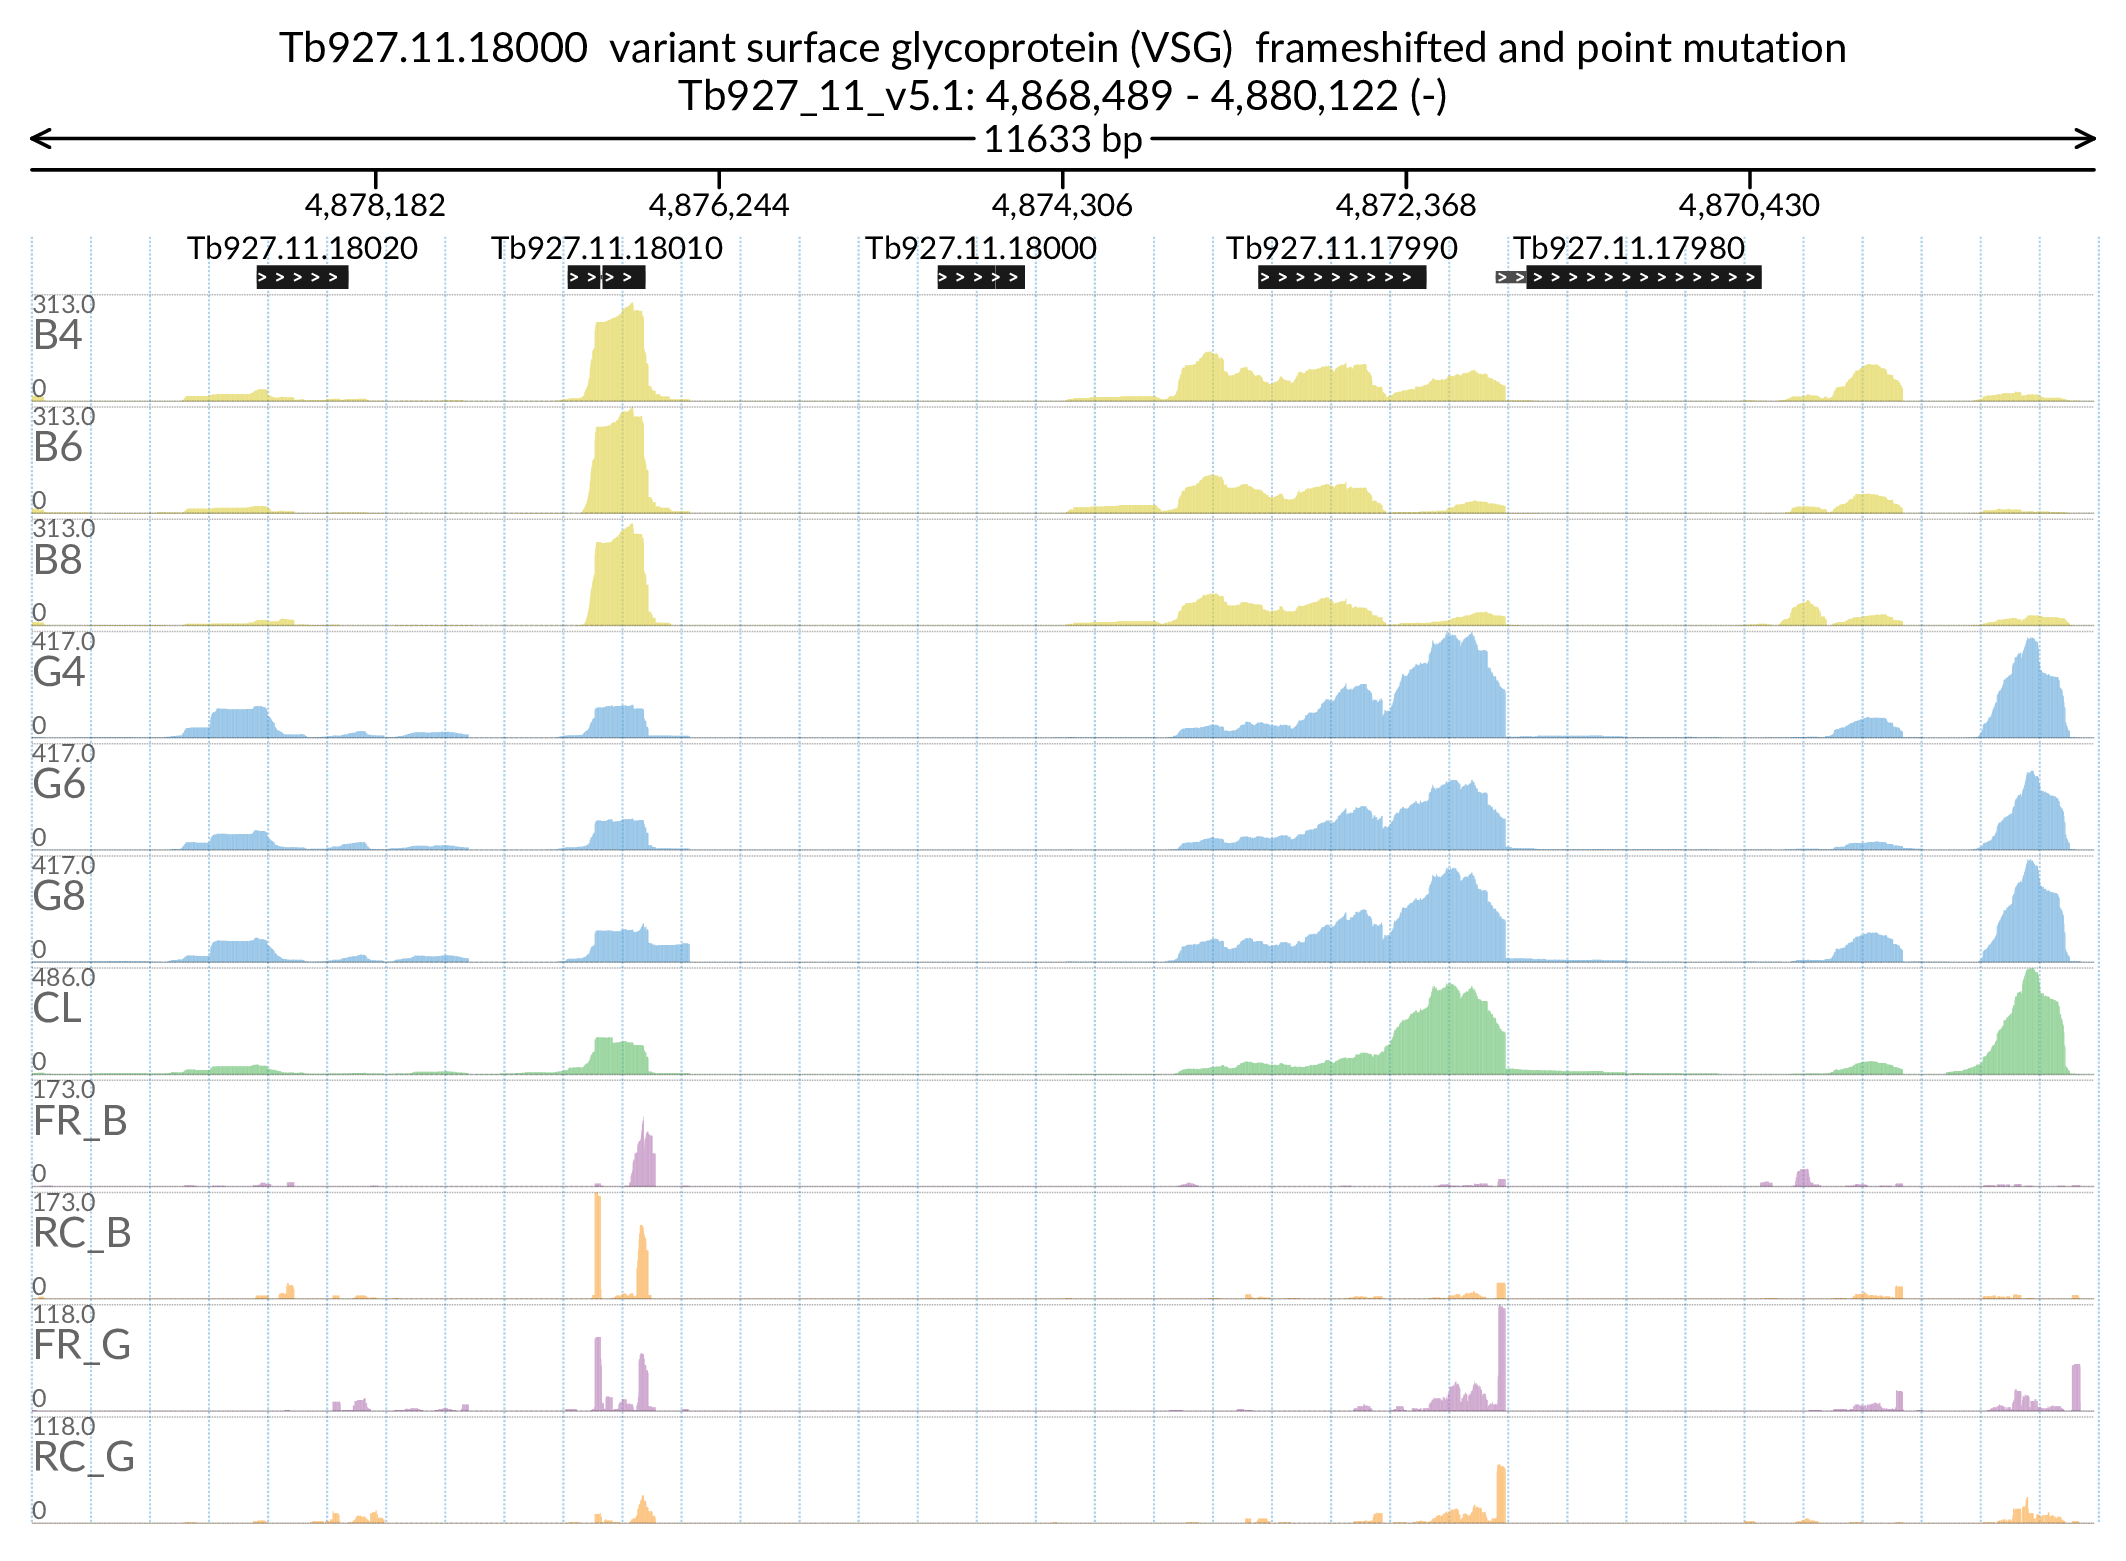 Tb927.11.18000 variant surface glycoprotein (VSG) frameshifted and point mutation
Tb927_11_v5.1: 4,868,489 - 4,880,122 (-)
11633 bp
4,878,182 4,876,244 4,874,306 4,872,368 4,870,430
Tb927.11.18020 Tb927.11.18010 Tb927.11.18000 Tb927.11.17990 Tb927.11.17980
313.0
B4
0
313.0
B6
0
313.0
B8
0
417.0
G4
0
417.0
G6
0
417.0
G8
0
486.0
CL
0
173.0
FR_B
0
173.0
RC_B
0
118.0
FR_G
0
118.0
RC_G
0